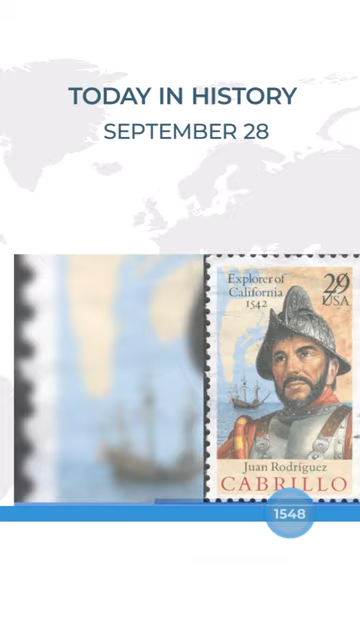 TODAY IN HISTORY
SEPTEMBER 28
Explorer of
California
1542
29
USA
Juan Rodríguez
CABRILLO
1548